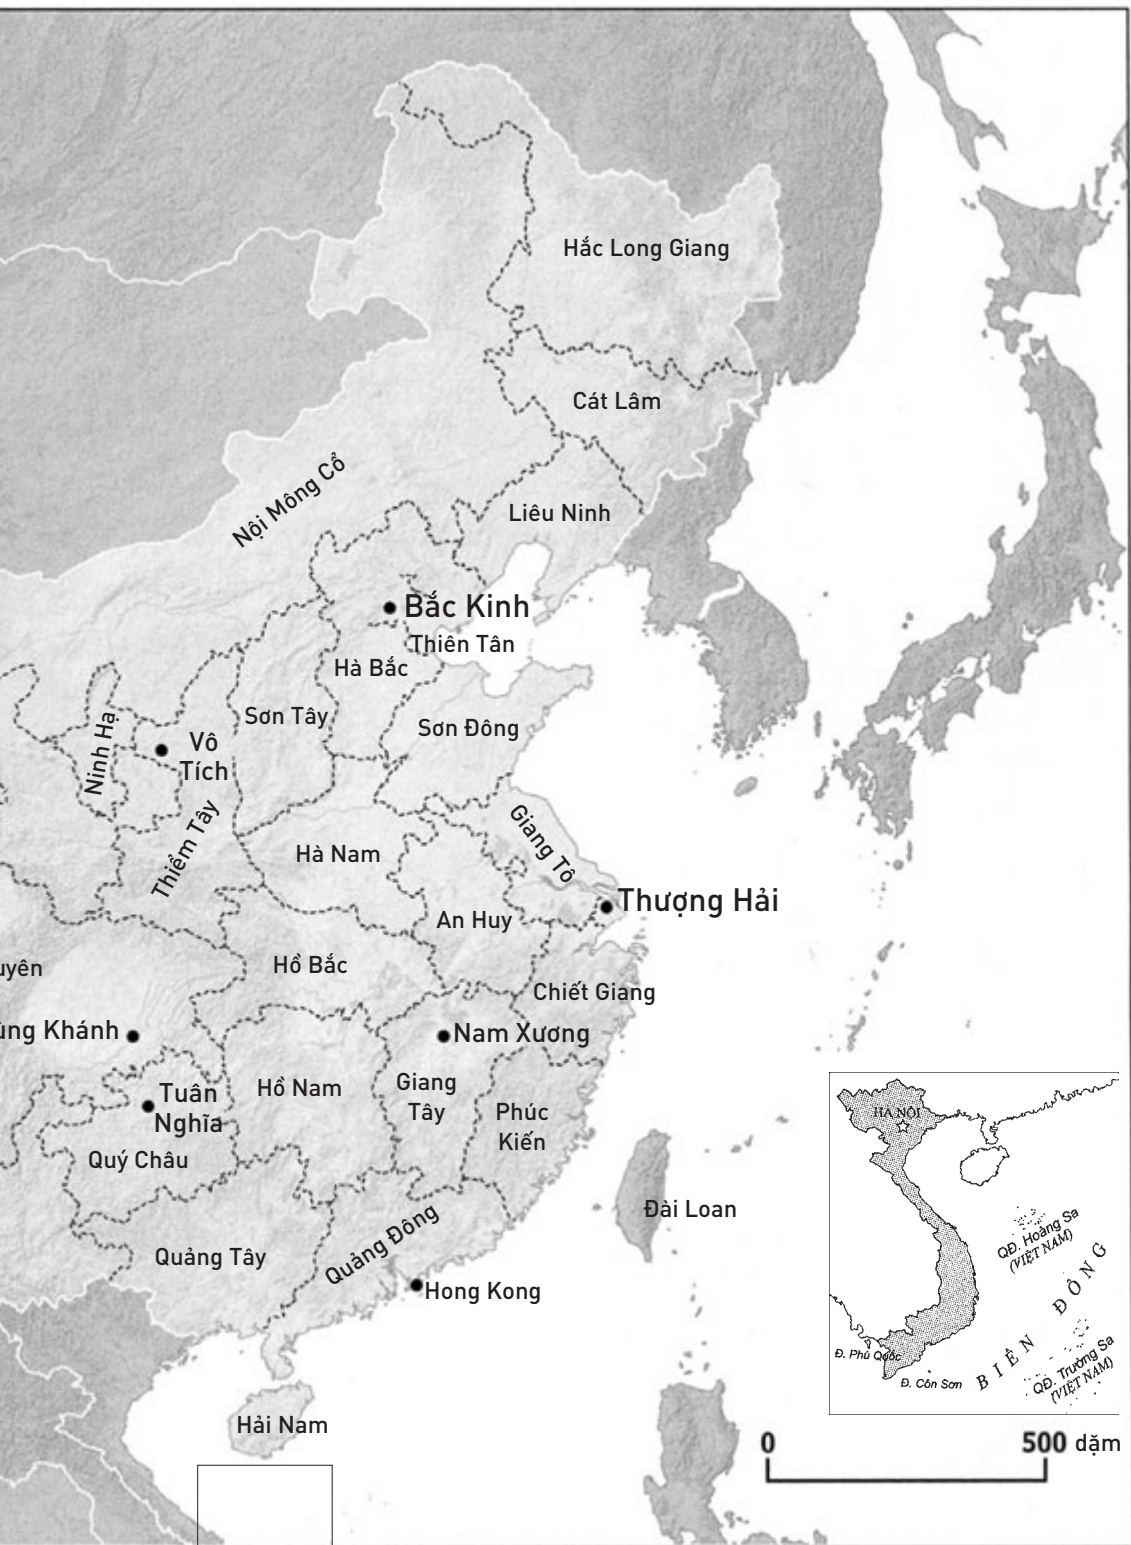 Hắc Long Giang
Cát Lâm
Nội Mông Cổ
Liêu Ninh
Bắc Kinh
Thiên Tân
Hà Bắc
Ninh Hạ
Sơn Tây
Sơn Đông
Vô
Tích
Thiểm Tây
Hà Nam
Giang Tô
Thượng Hải
An Huy
uyên
Hồ Bắc
Chiết Giang
ùng Khánh
Nam Xương
Tuân
Nghĩa
Hồ Nam
Giang
Tây
Phúc
Kiến
Quý Châu
Đài Loan
Quảng Tây
Quảng Đông
Hong Kong
Hải Nam
HÀ NỘI
QĐ. Hoàng Sa
(VIỆT NAM)
BIỂN ĐÔNG
Đ. Phú Quốc
Đ. Côn Sơn
QĐ. Trường Sa
(VIỆT NAM)
0 500 dặm